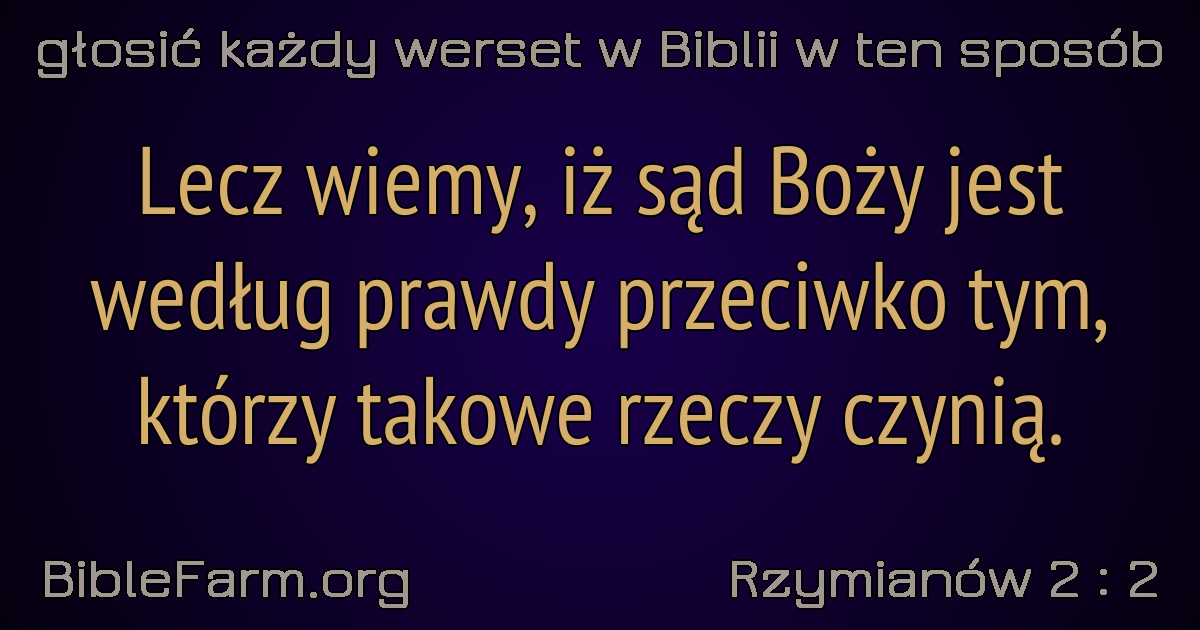 głosić każdy werset w Biblii w ten sposób
Lecz wiemy, iż sąd Boży jest
według prawdy przeciwko tym,
którzy takowe rzeczy czynią.
BibleFarm.org
Rzymianów 2 : 2